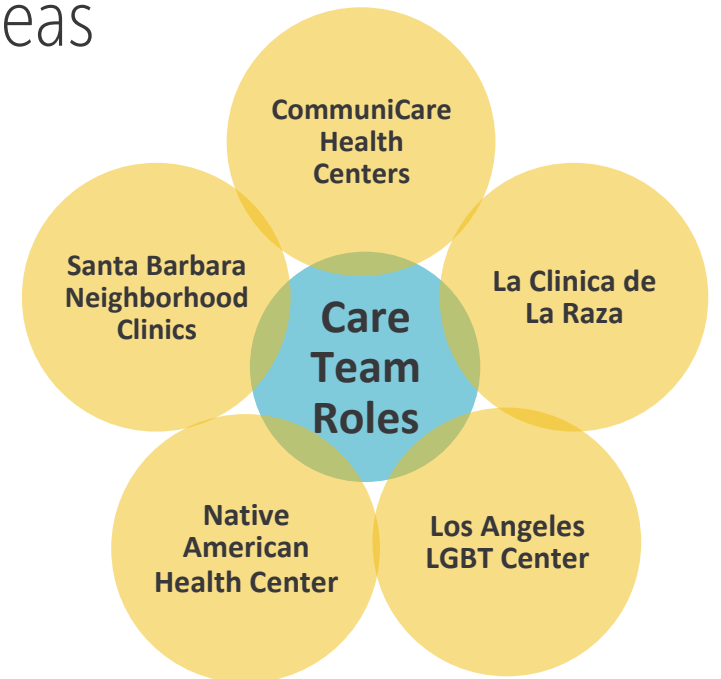 eas
CommuniCare
Health
Centers
Santa Barbara
Neighborhood
Clinics
La Clinica de
La Raza
Care
Team
Roles
Native
American
Health Center
Los Angeles
LGBT Center